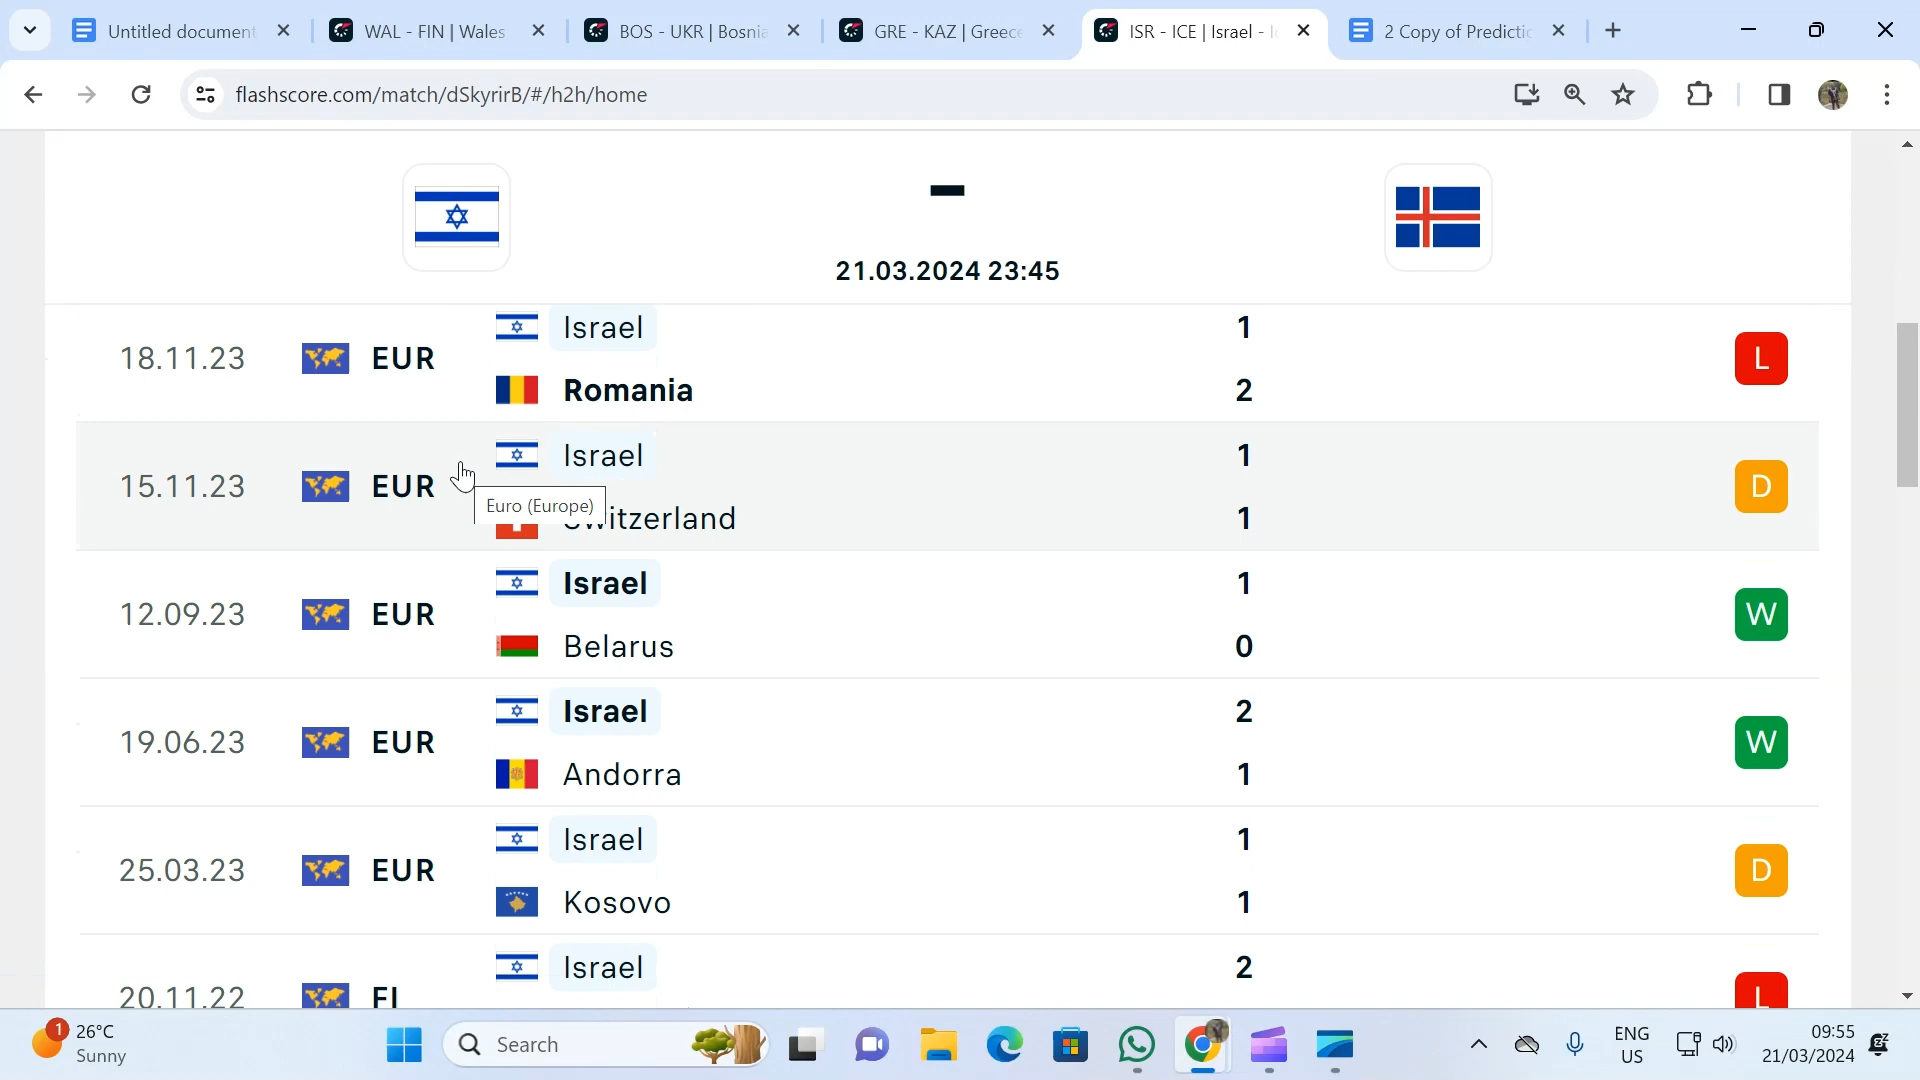 Untitled document
WAL - FIN | Wales
BOS - UKR | Bosnia
GRE - KAZ | Greece
ISR - ICE | Israel - I
2 Copy of Predictic
flashscore.com/match/dSkyrirB/#/h2h/home
21.03.2024 23:45
18.11.23 EUR Israel 1 L
Romania 2
15.11.23 EUR Israel 1 D
Switzerland 1
Euro (Europe)
12.09.23 EUR Israel 1 W
Belarus 0
19.06.23 EUR Israel 2 W
Andorra 1
25.03.23 EUR Israel 1 D
Kosovo 1
20.11.22 FI Israel 2 L
1 26°C
Sunny
Search
ENG
US
09:55
21/03/2024